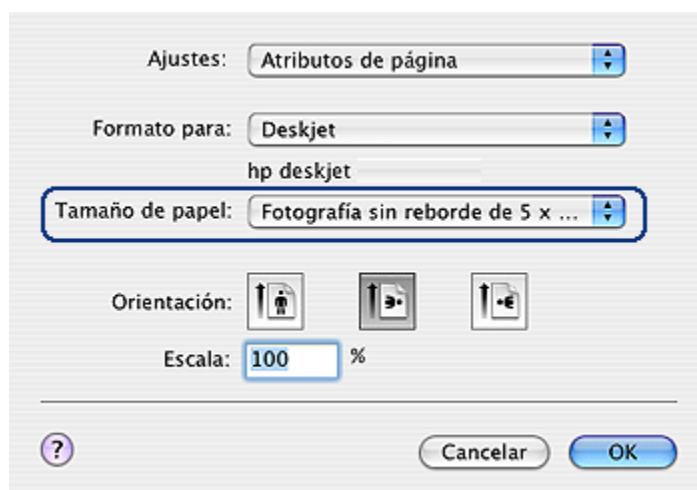 Ajustes: Atributos de página
Formato para: Deskjet
hp deskjet
Tamaño de papel: Fotografía sin reborde de 5 x ...
Orientación:
Escala: 100 %
? Cancelar OK